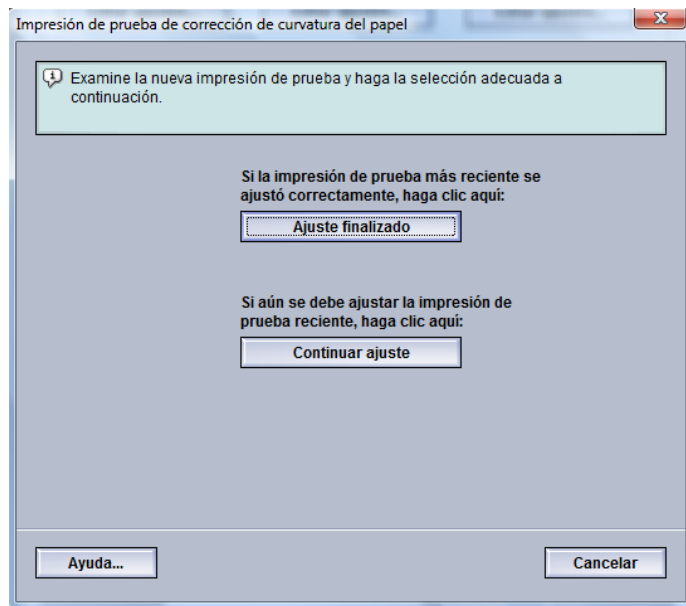 Impresión de prueba de corrección de curvatura del papel
Examine la nueva impresión de prueba y haga la selección adecuada a
continuación.
Si la impresión de prueba más reciente se
ajustó correctamente, haga clic aquí:
Ajuste finalizado
Si aún se debe ajustar la impresión de
prueba reciente, haga clic aquí:
Continuar ajuste
Ayuda...
Cancelar